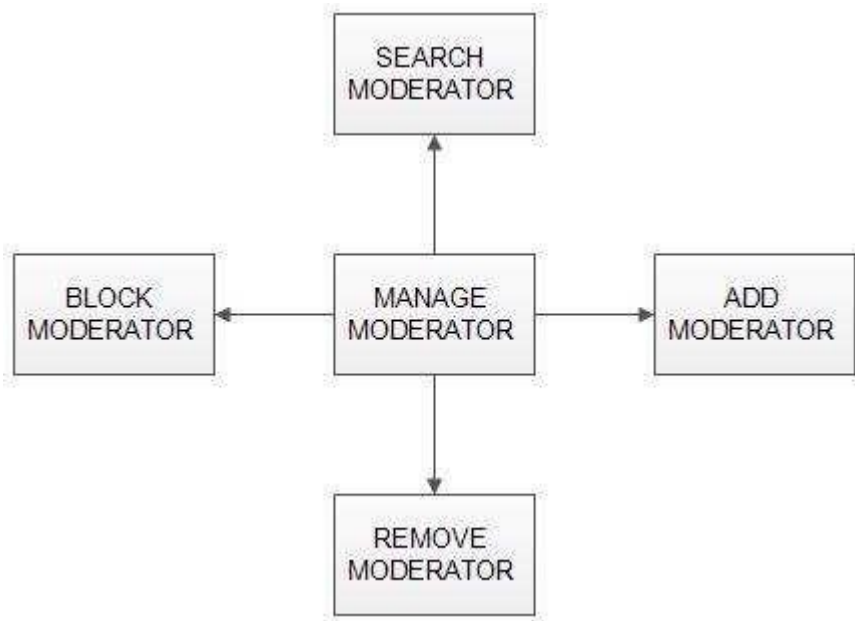 SEARCH
MODERATOR
BLOCK
MODERATOR
MANAGE
MODERATOR
ADD
MODERATOR
REMOVE
MODERATOR